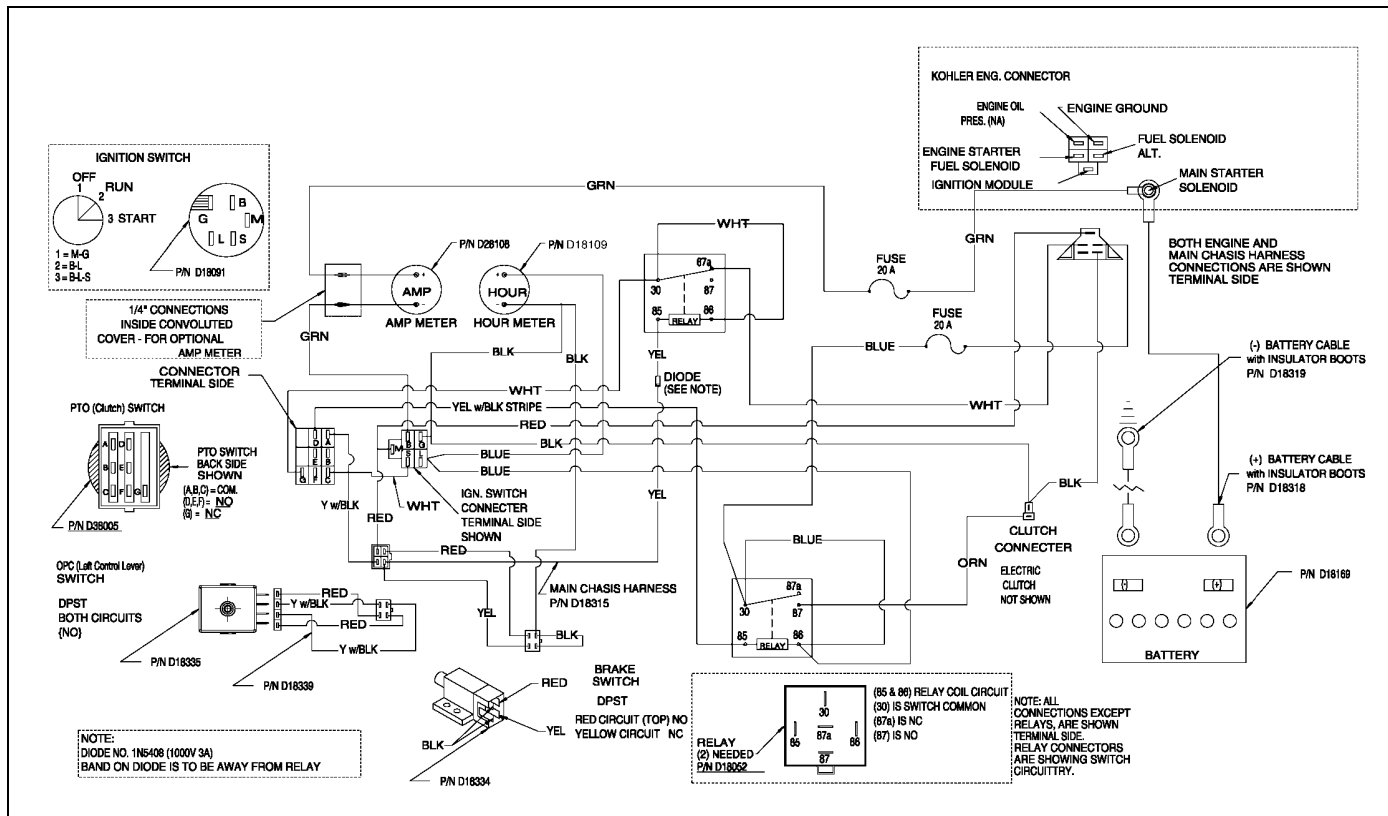 KOHLER ENG. CONNECTOR
ENGINE OIL
PRES. (NA)
ENGINE GROUND
ENGINE STARTER
FUEL SOLENOID
IGNITION MODULE
FUEL SOLENOID
ALT.
MAIN STARTER
SOLENOID
IGNITION SWITCH
OFF
1
RUN
2
3 START
G
B
M
L
S
1 = M-G
2 = B-L
3 = B-L-S
P/N D18091
GRN
WHT
GRN
BOTH ENGINE AND
MAIN CHASIS HARNESS
CONNECTIONS ARE SHOWN
TERMINAL SIDE
P/N D28108
P/N D18109
+
+
AMP
HOUR
-
-
AMP METER
HOUR METER
87a
30
87
85
86
RELAY
FUSE
20 A
FUSE
20 A
1/4" CONNECTIONS
INSIDE CONVOLUTED
COVER - FOR OPTIONAL
AMP METER
GRN
BLK
BLK
YEL
BLUE
DIODE
(SEE NOTE)
(-) BATTERY CABLE
with INSULATOR BOOTS
P/N D18319
CONNECTOR
TERMINAL SIDE
WHT
WHT
YEL w/BLK STRIPE
RED
BLK
BLUE
D
A
E
B
G
F
C
B
G
M
S
L
PTO (Clutch) SWITCH
A
D
B
E
C
F
G
PTO SWITCH
BACK SIDE
SHOWN
(A,B,C) = COM.
(D,E,F) = NO
(G) = NC
P/N D36005
Y w/BLK
RED
WHT
IGN. SWITCH
CONNECTER
TERMINAL SIDE
SHOWN
YEL
BLK
(+) BATTERY CABLE
with INSULATOR BOOTS
P/N D18318
CLUTCH
CONNECTER
ELECTRIC
CLUTCH
NOT SHOWN
ORN
BLUE
RED
MAIN CHASIS HARNESS
P/N D18315
87a
30
87
85
86
RELAY
(-)
(+)
BATTERY
P/N D18169
OPC (Left Control Lever)
SWITCH
DPST
BOTH CIRCUITS
{NO}
RED
Y w/BLK
RED
Y w/BLK
P/N D18335
P/N D18339
YEL
BLK
BRAKE
SWITCH
DPST
RED CIRCUIT (TOP) NO
YELLOW CIRCUIT NC
RED
YEL
BLK
P/N D18334
NOTE:
DIODE NO. 1N5408 (1000V 3A)
BAND ON DIODE IS TO BE AWAY FROM RELAY
RELAY
(2) NEEDED
P/N D18052
30
85
87a
86
87
(85 & 86) RELAY COIL CIRCUIT
(30) IS SWITCH COMMON
(87a) IS NC
(87) IS NO
NOTE: ALL
CONNECTIONS EXCEPT
RELAYS, ARE SHOWN
TERMINAL SIDE.
RELAY CONNECTORS
ARE SHOWING SWITCH
CIRCUITTRY.